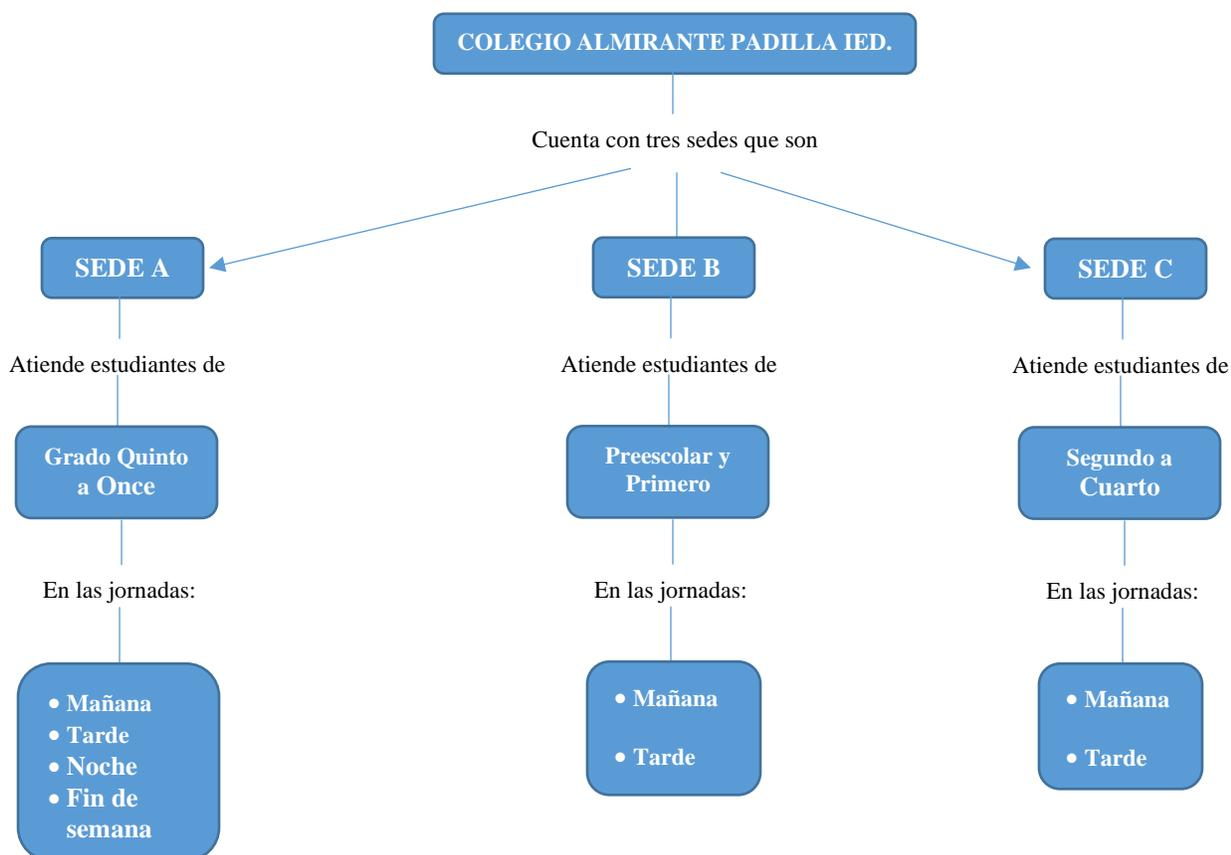 COLEGIO ALMIRANTE PADILLA IED.
Cuenta con tres sedes que son
SEDE A
Atiende estudiantes de
Grado Quinto
a Once
En las jornadas:
• Mañana
• Tarde
• Noche
• Fin de
semana
SEDE B
Atiende estudiantes de
Preescolar y
Primero
En las jornadas:
• Mañana
• Tarde
SEDE C
Atiende estudiantes de
Segundo a
Cuarto
En las jornadas:
• Mañana
• Tarde